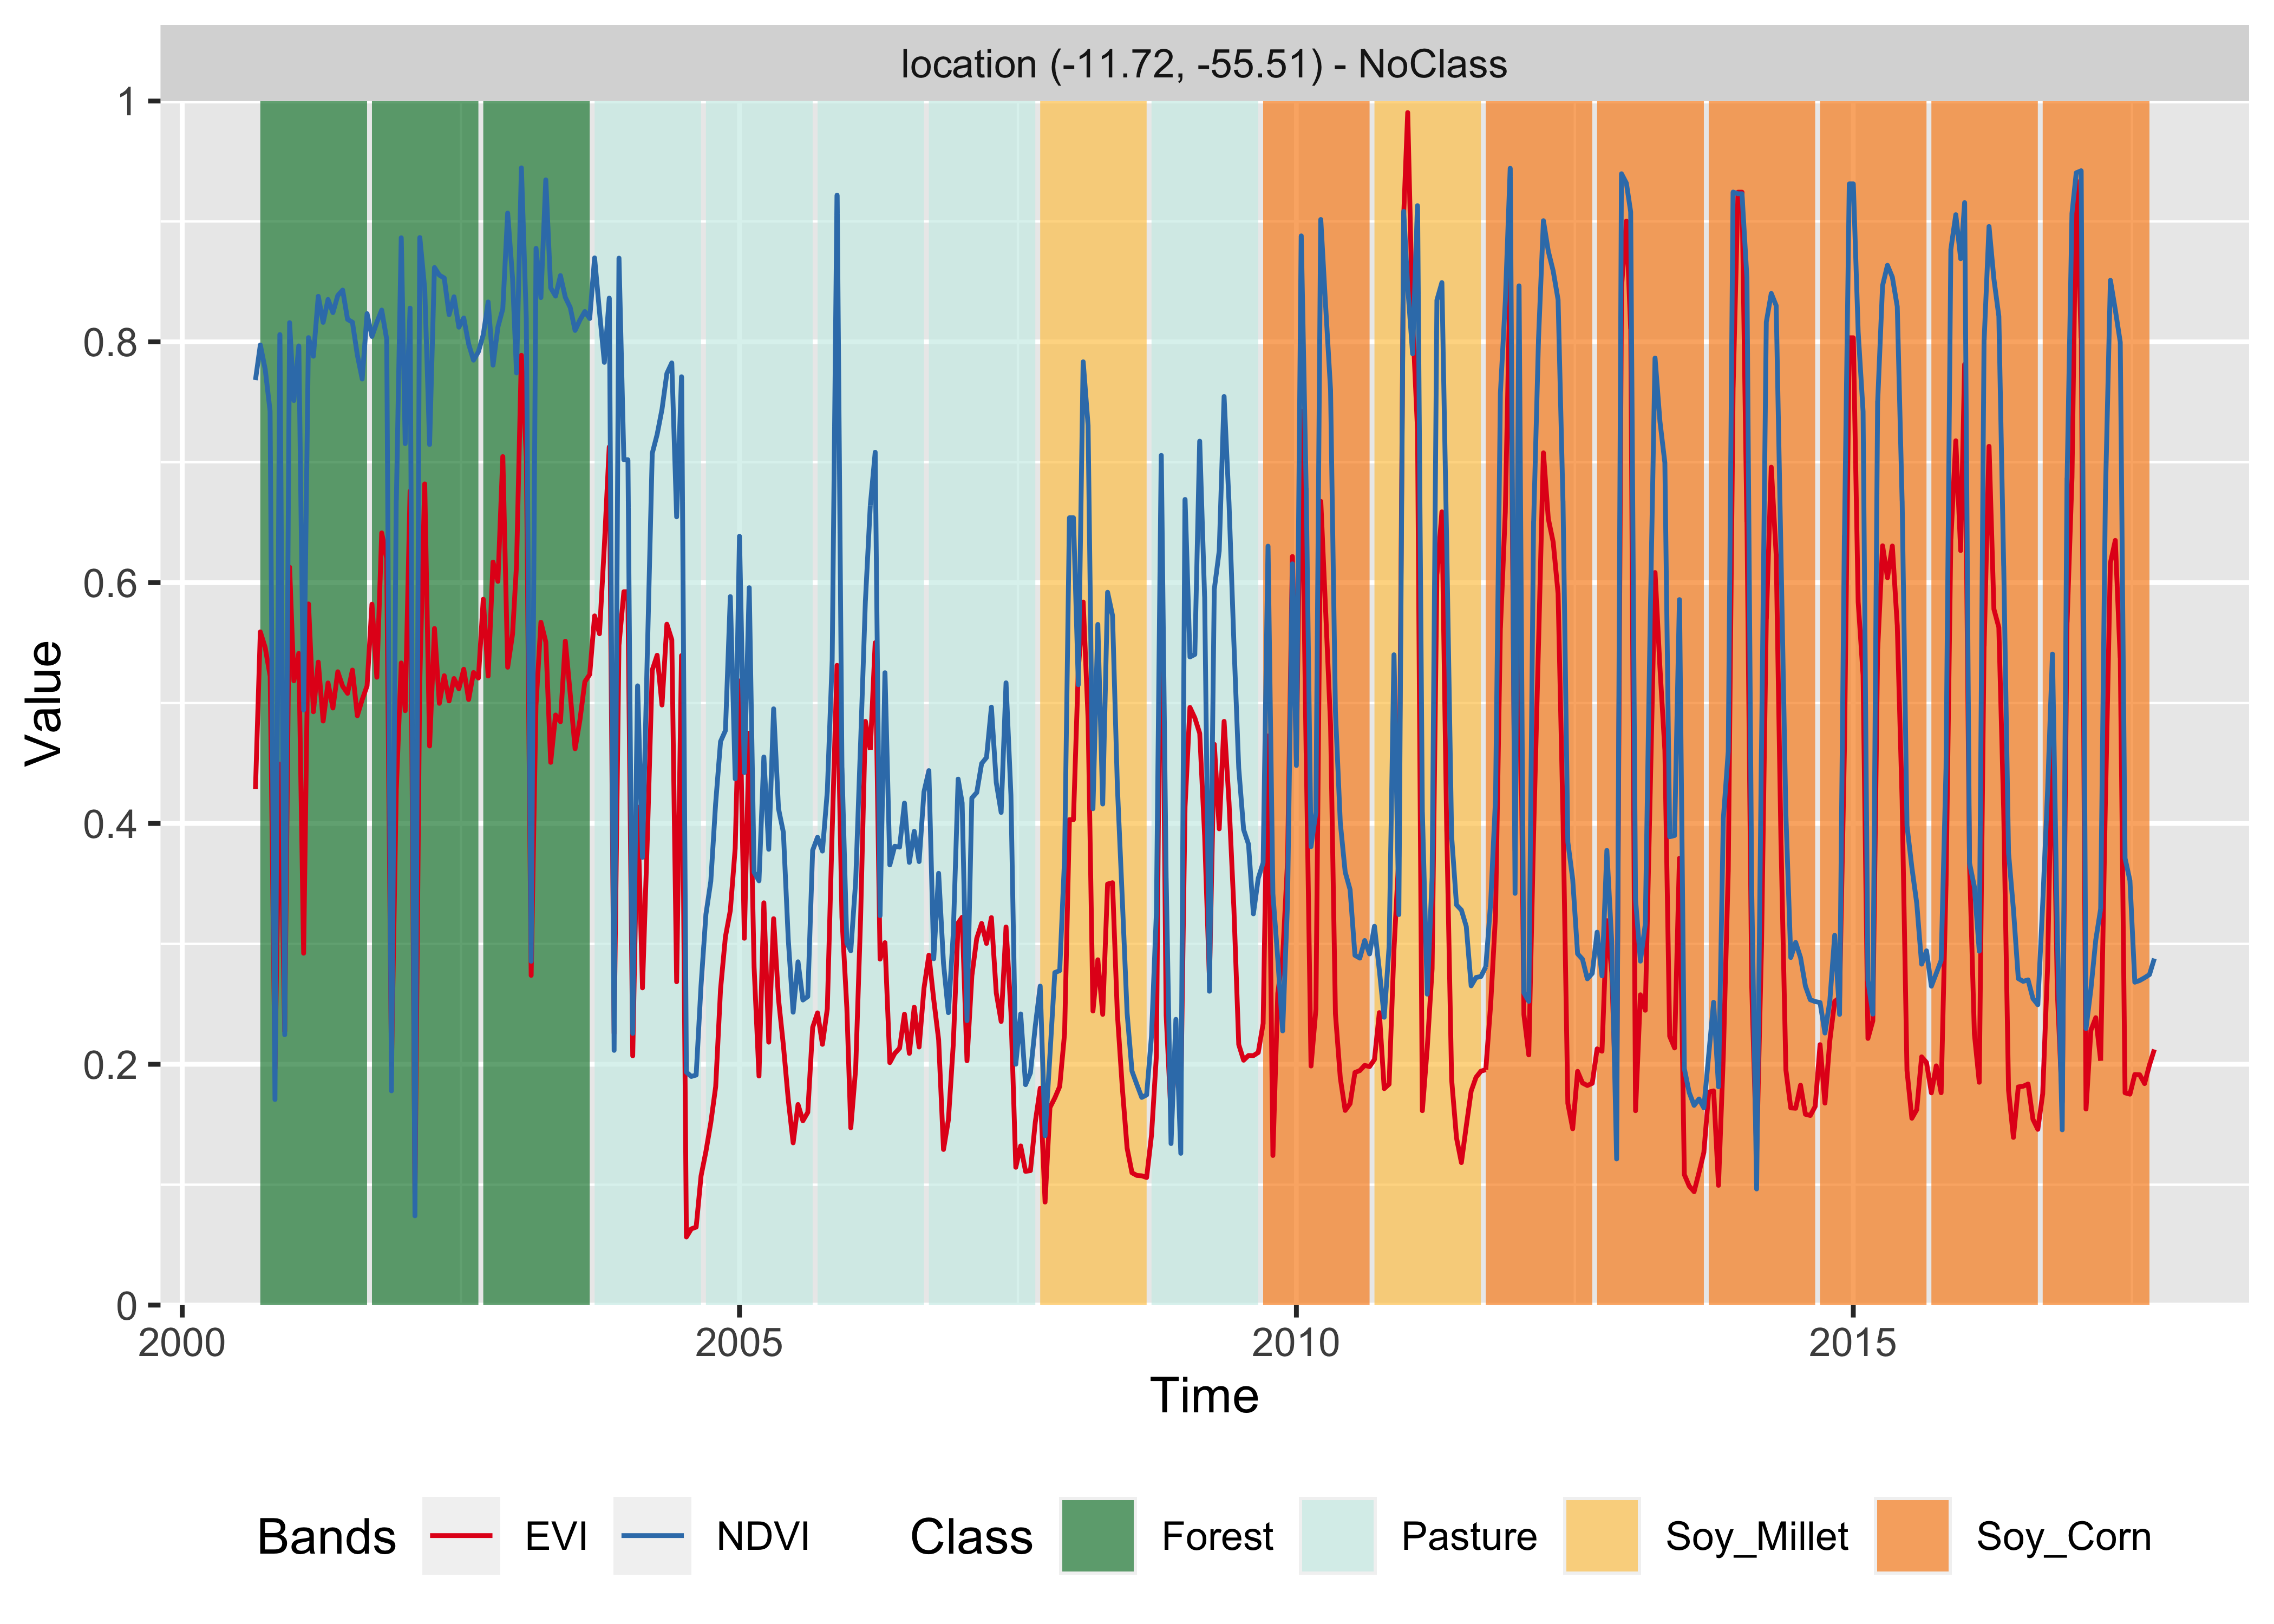 location (-11.72, -55.51) - NoClass
1
0.8
0.6
0.4
0.2
0
Value
2000 2005 2010 2015
Time
Bands EVI NDVI Class Forest Pasture Soy_Millet Soy_Corn